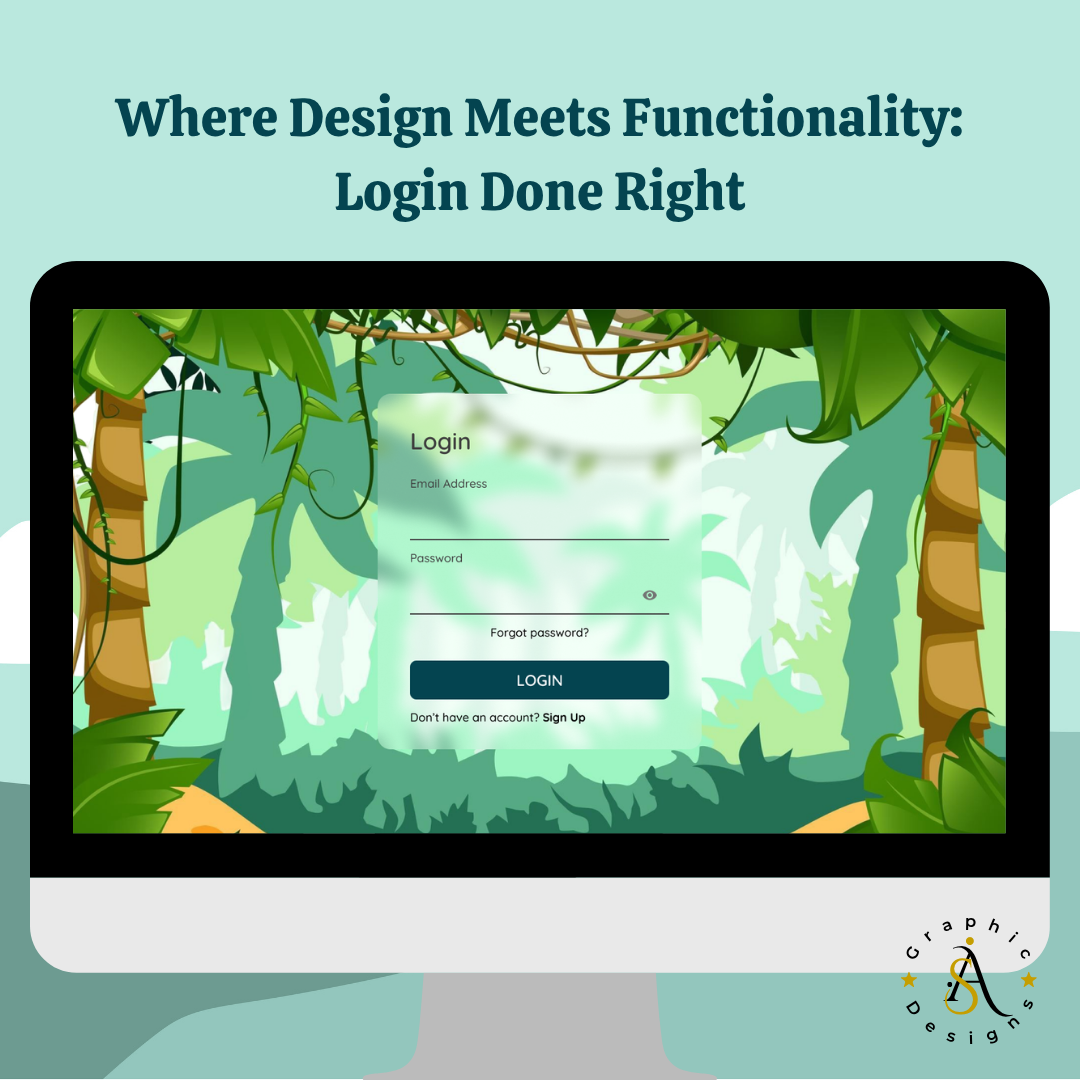 Where Design Meets Functionality:
Login Done Right
Login
Email Address
Password
Forgot password?
LOGIN
Don't have an account? Sign Up
Graphic
SA
Designs